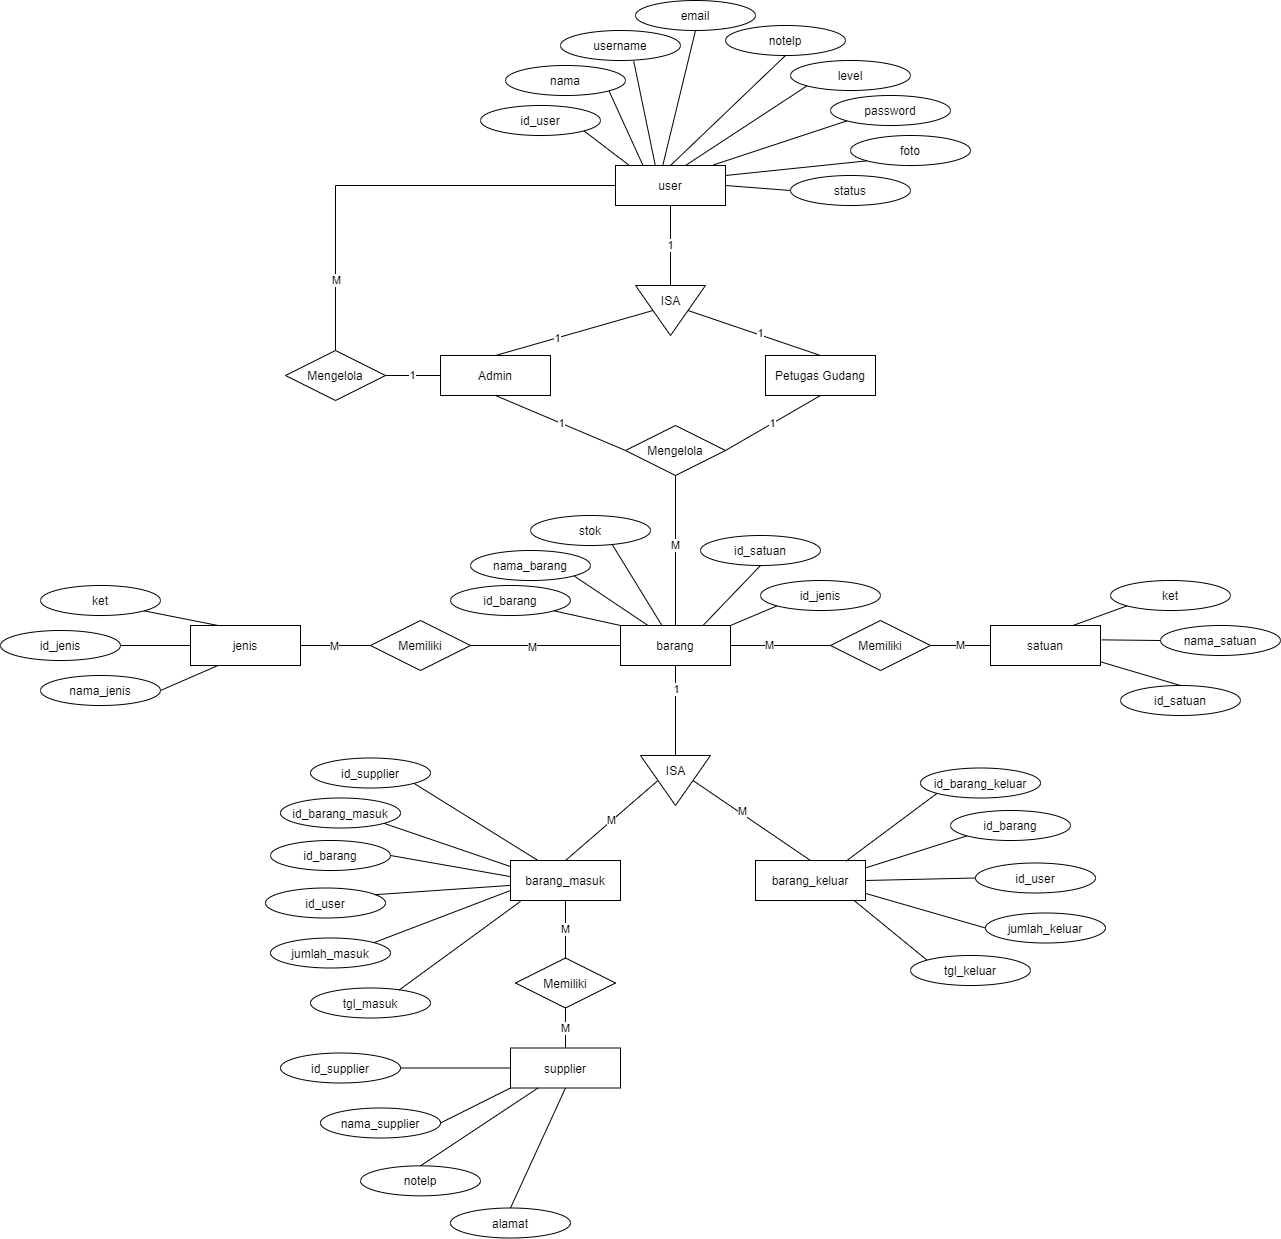 email
notelp
username
level
nama
password
id_user
foto
user
status
1
M
ISA
1
1
Mengelola
1
Admin
Petugas Gudang
1
1
Mengelola
stok
M
id_satuan
nama_barang
id_barang
id_jenis
ket
ket
id_jenis
jenis
M
Memiliki
M
barang
M
Memiliki
M
satuan
nama_satuan
nama_jenis
1
id_satuan
id_supplier
ISA
id_barang_keluar
id_barang_masuk
M
M
id_barang
id_barang
barang_masuk
barang_keluar
id_user
id_user
M
jumlah_keluar
jumlah_masuk
tgl_keluar
Memiliki
tgl_masuk
M
id_supplier
supplier
nama_supplier
notelp
alamat